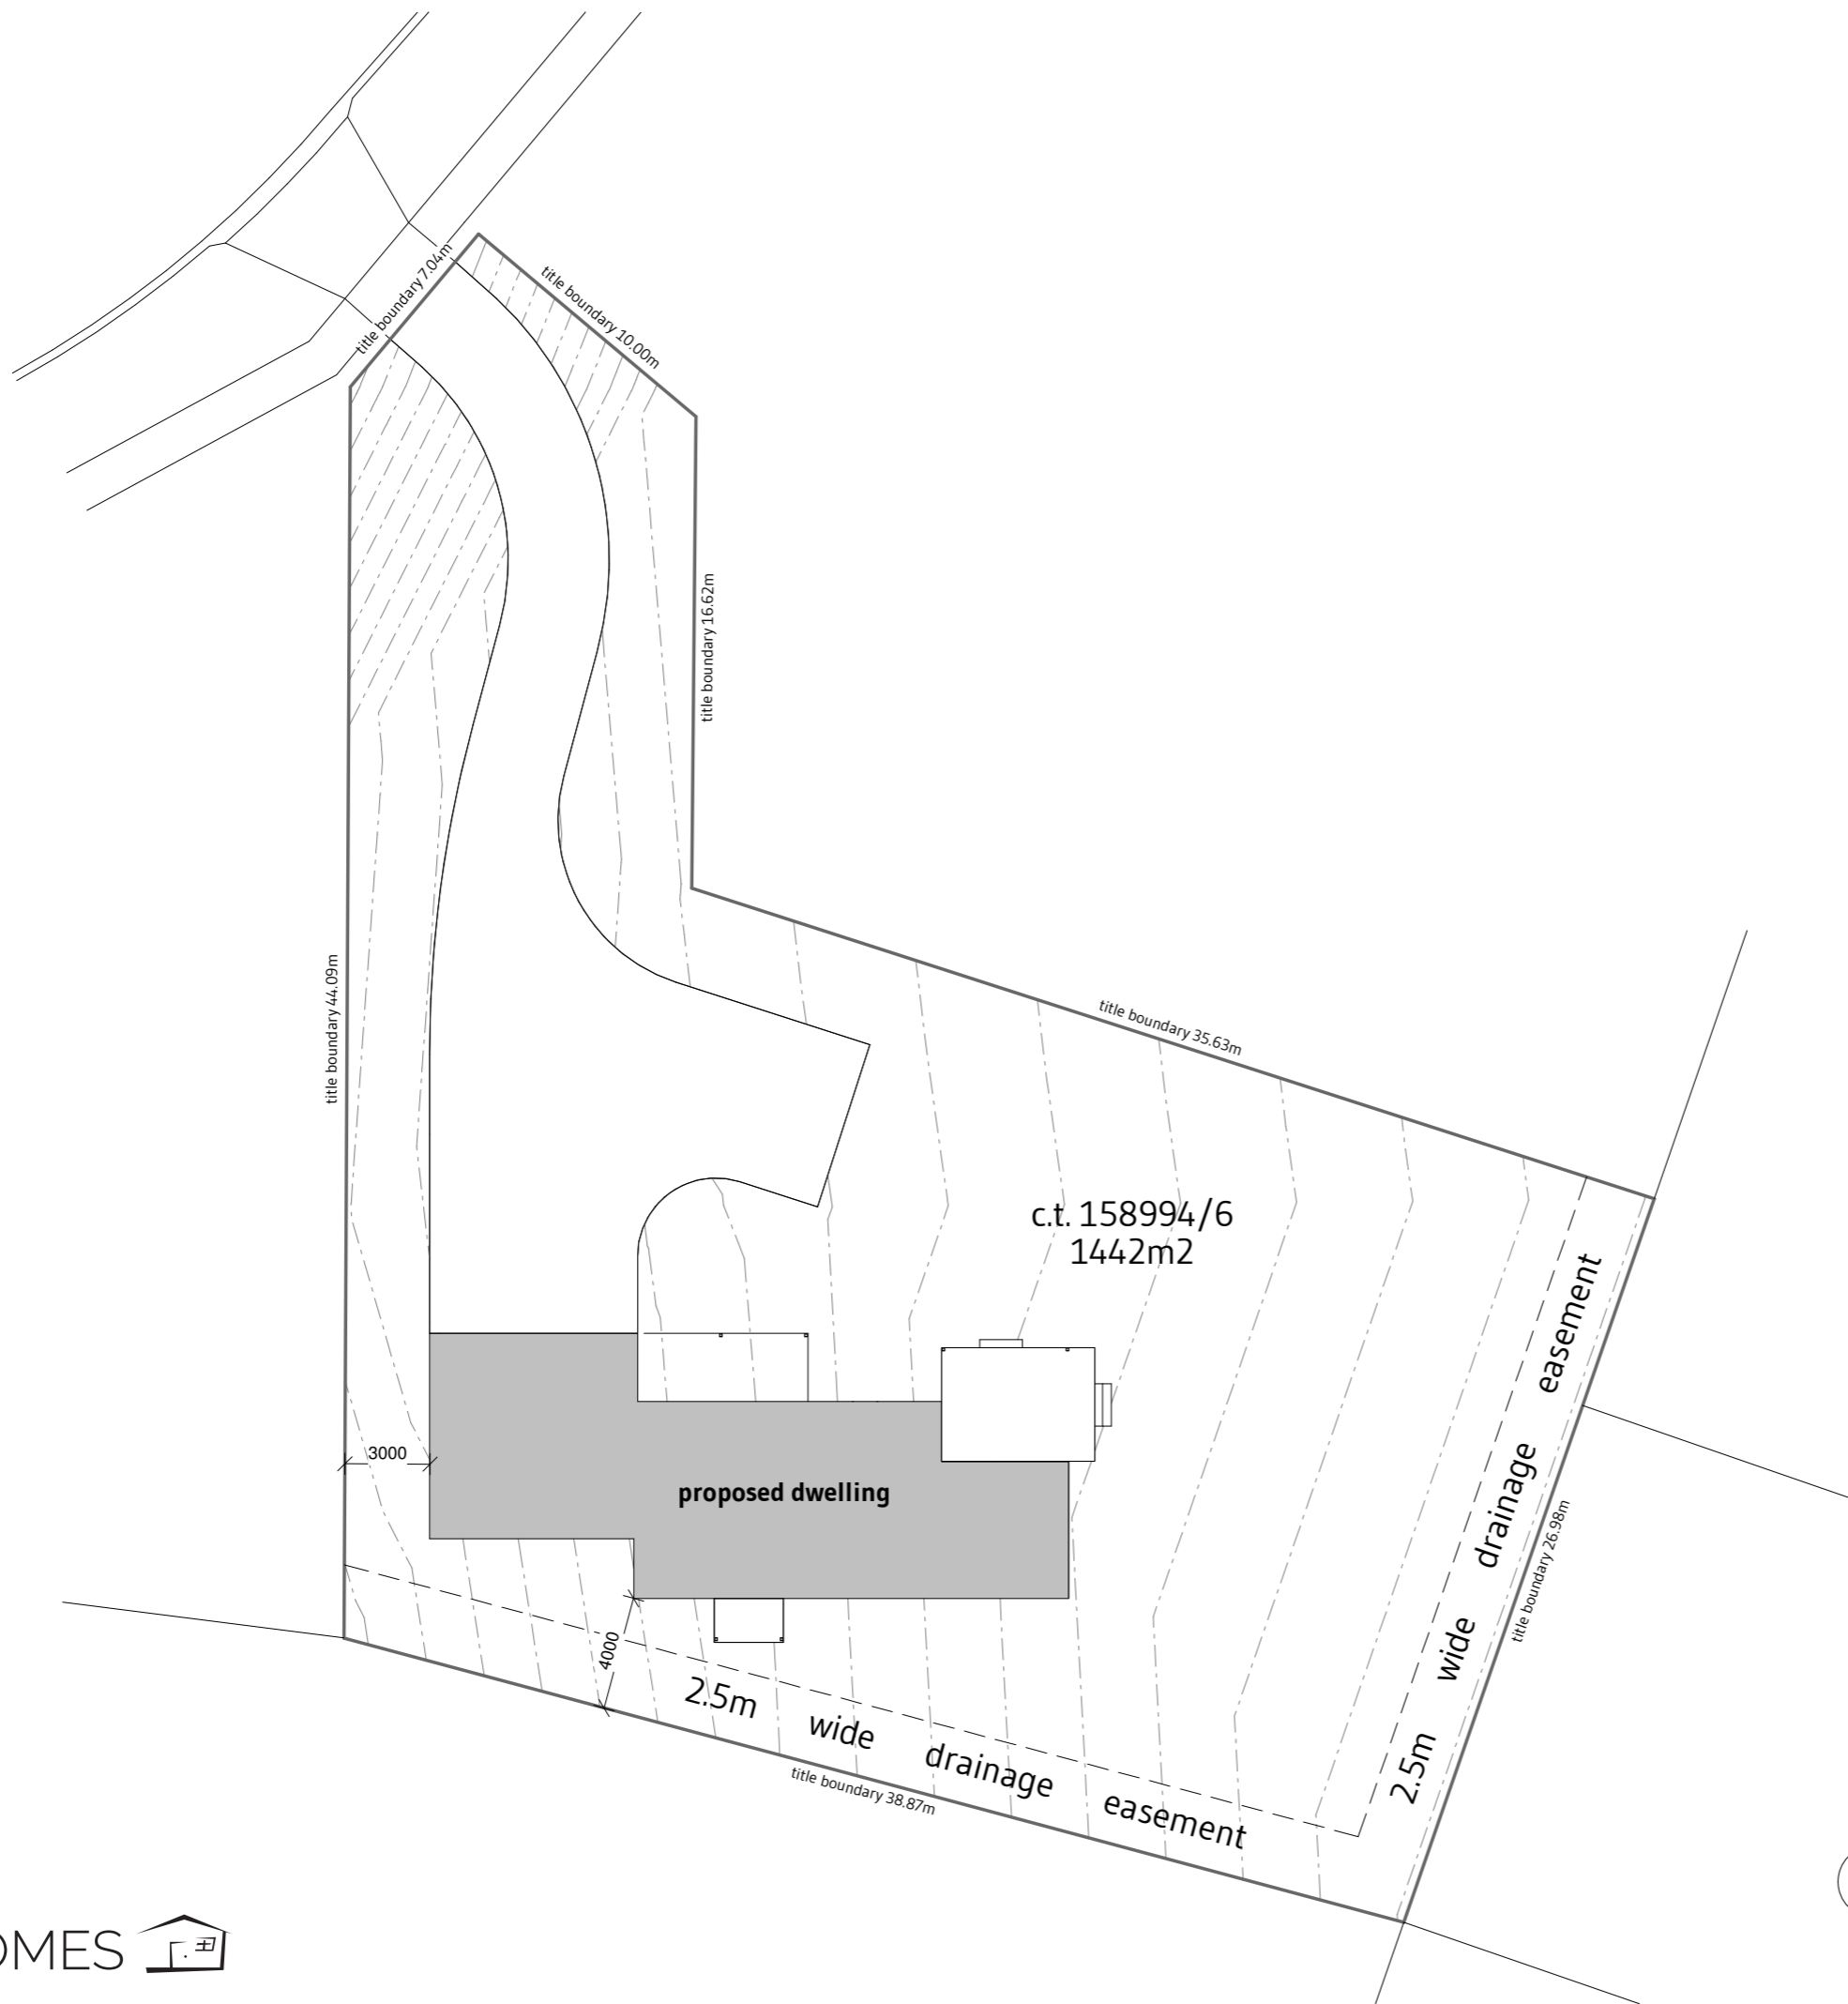 title boundary 7.04m
title boundary 10.00m
title boundary 16.62m
title boundary 44.09m
title boundary 35.63m
c.t. 158994/6
1442m2
2.5m wide drainage easement
title boundary 26.98m
3000
proposed dwelling
4000
2.5m wide drainage easement
title boundary 38.87m
OMES